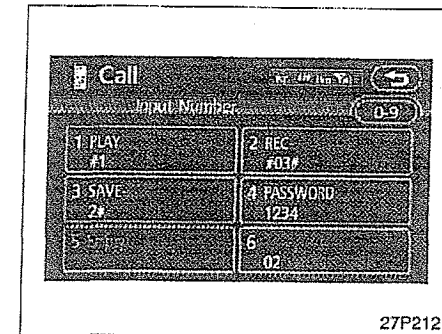 Call
Input Number
0-9
1 PLAY
#1
2 REC
#03#
3 SAVE
2#
4 PASSWORD
1234
5
6
02
27P212